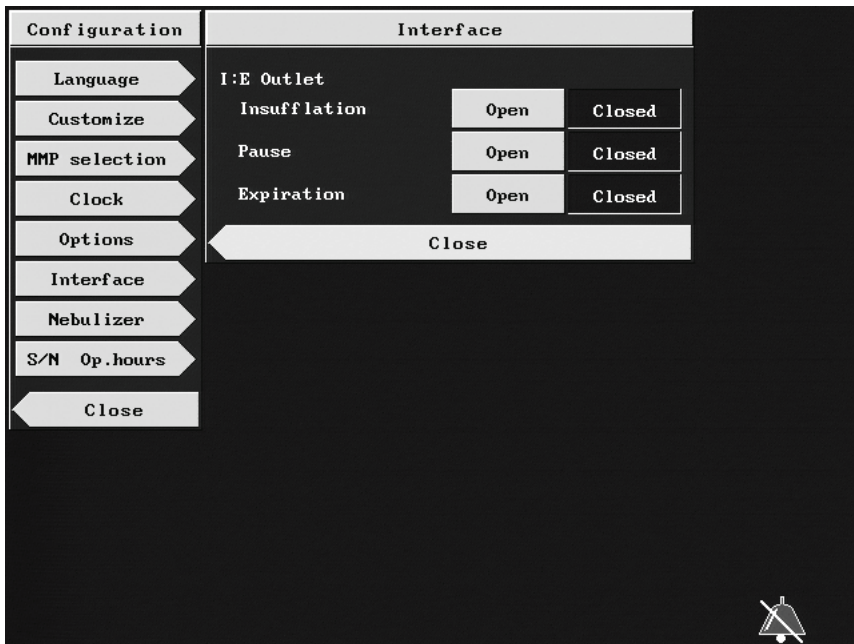 Configuration
Language
Customize
MMP selection
Clock
Options
Interface
Nebulizer
S/N Op.hours
Close
Interface
I:E Outlet
Insufflation Open Closed
Pause Open Closed
Expiration Open Closed
Close